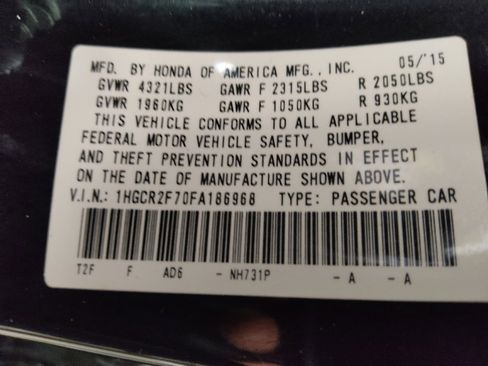 MFD. BY HONDA OF AMERICA MFG., INC. 05/'15
GVWR 4321LBS GAWR F 2315LBS R 2050LBS
GVWR 1960KG GAWR F 1050KG R 930KG
THIS VEHICLE CONFORMS TO ALL APPLICABLE
FEDERAL MOTOR VEHICLE SAFETY, BUMPER,
AND THEFT PREVENTION STANDARDS IN EFFECT
ON THE DATE OF MANUFACTURE SHOWN ABOVE.
V.I.N.: 1HGCR2F70FA186968 TYPE: PASSENGER CAR
T2F F AD6 - NH731P - A - A